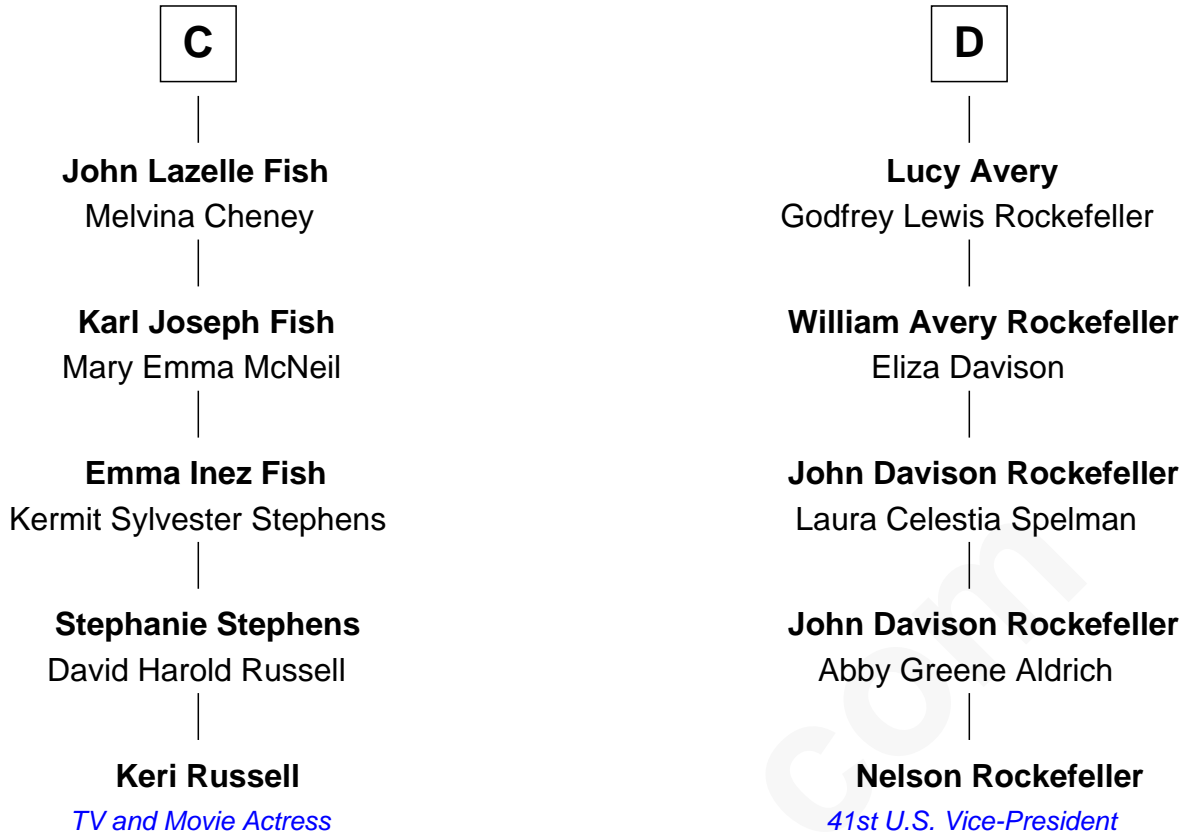 C
John Lazelle Fish
Melvina Cheney
Karl Joseph Fish
Mary Emma McNeil
Emma Inez Fish
Kermit Sylvester Stephens
Stephanie Stephens
David Harold Russell
Keri Russell
TV and Movie Actress
D
Lucy Avery
Godfrey Lewis Rockefeller
William Avery Rockefeller
Eliza Davison
John Davison Rockefeller
Laura Celestia Spelman
John Davison Rockefeller
Abby Greene Aldrich
Nelson Rockefeller
41st U.S. Vice-President
com